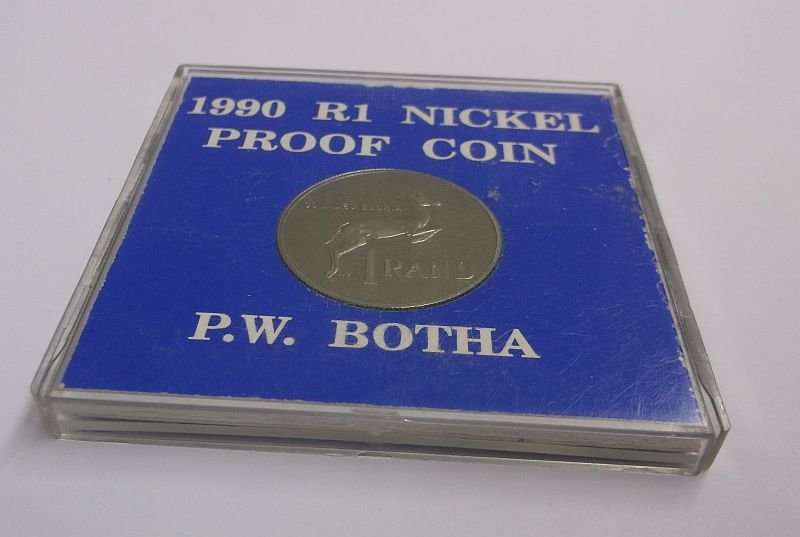 1990 R1 NICKEL
PROOF COIN
1 RAND
P.W. BOTHA